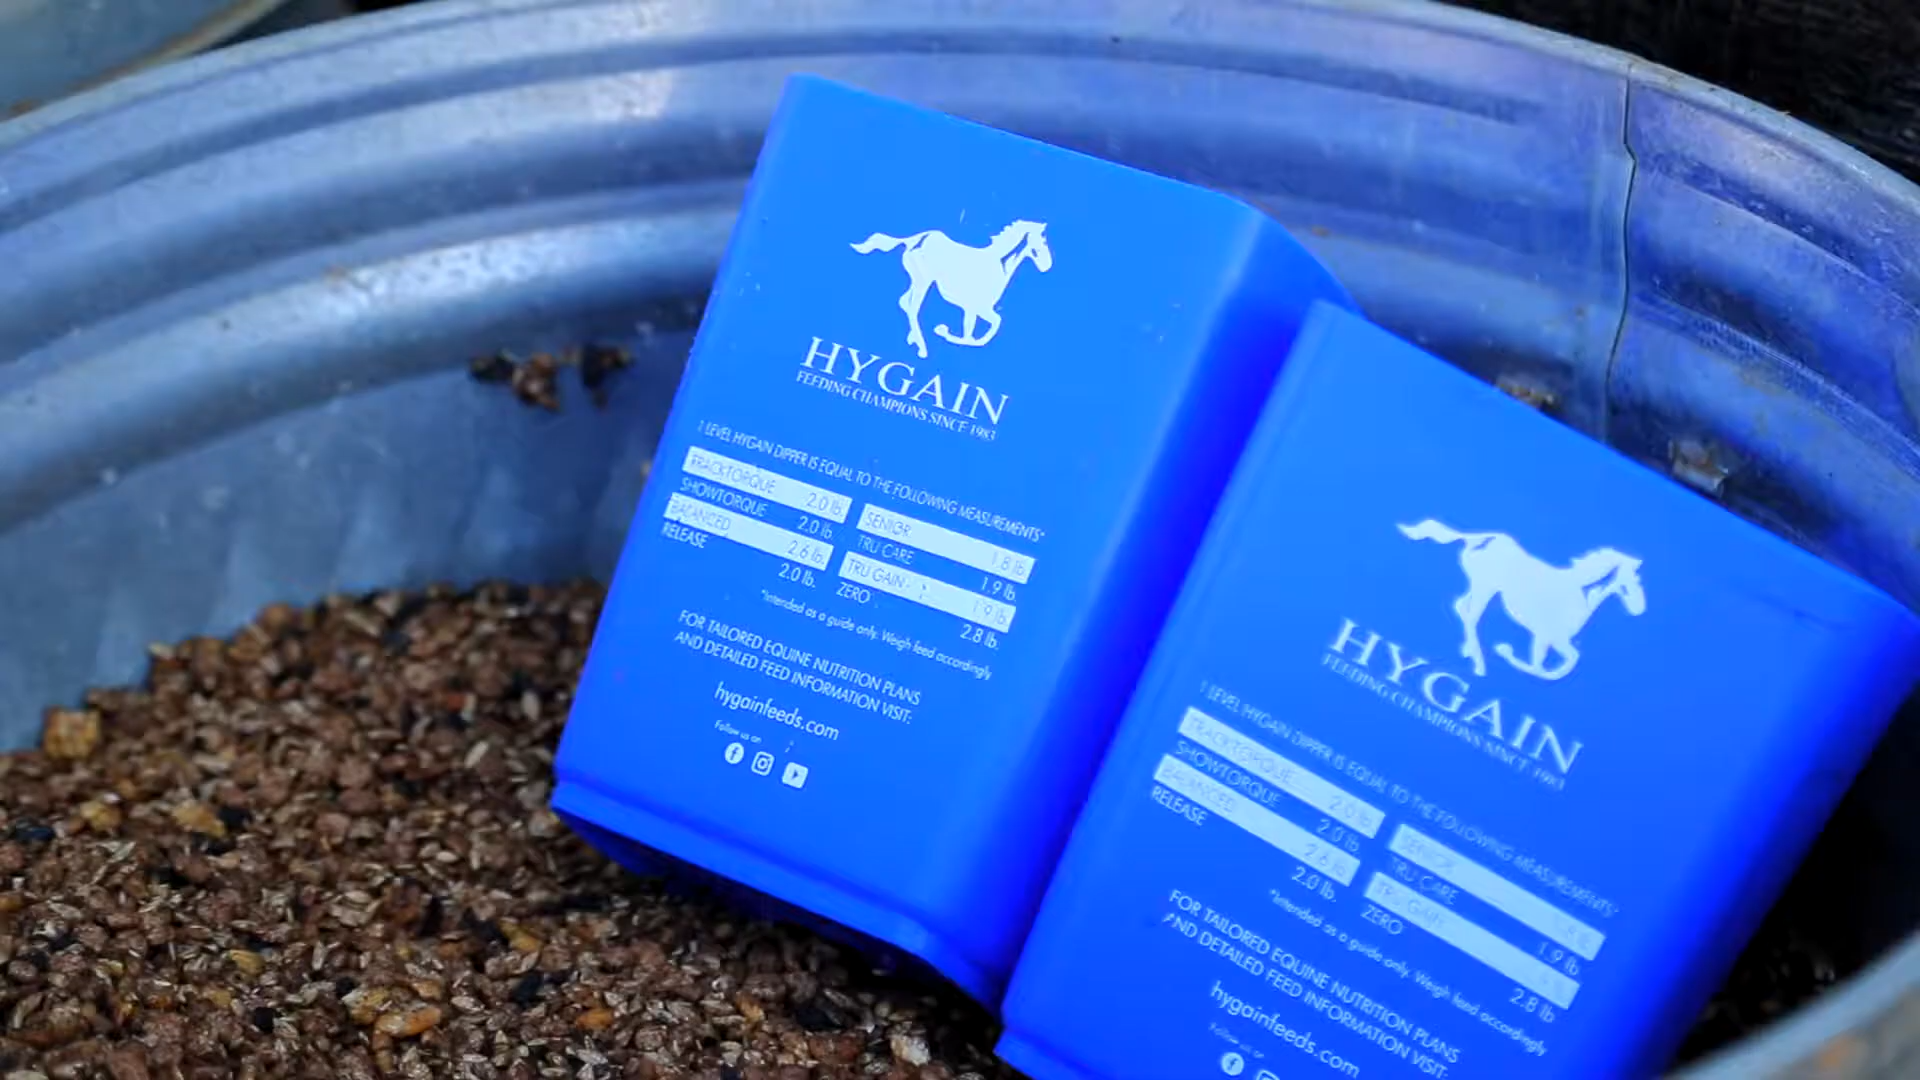 HYGAIN
FEEDING CHAMPIONS SINCE 1983
1 LEVEL HYGAIN DIPPER IS EQUAL TO THE FOLLOWING MEASUREMENTS*
TRACKTORQUE 2.0 lb.
SHOWTORQUE 2.0 lb.
BALANCED 2.6 lb.
RELEASE 2.0 lb.
SENIOR 1.8 lb.
TRU CARE 1.9 lb.
TRU GAIN 1.9 lb.
ZERO 2.8 lb.
*Intended as a guide only. Weigh feed accordingly
FOR TAILORED EQUINE NUTRITION PLANS
AND DETAILED FEED INFORMATION VISIT:
hygainfeeds.com
Follow us on
HYGAIN
FEEDING CHAMPIONS SINCE 1983
1 LEVEL HYGAIN DIPPER IS EQUAL TO THE FOLLOWING MEASUREMENTS*
TRACKTORQUE 2.0 lb
SHOWTORQUE 2.0 lb
BALANCED 2.6 lb
RELEASE 2.0 lb.
SENIOR
TRU CARE 1.9 lb
TRU GAIN
ZERO 2.8 lb
*Intended as a guide only. Weigh feed accordingly
FOR TAILORED EQUINE NUTRITION PLANS
AND DETAILED FEED INFORMATION VISIT:
hygainfeeds.com
Follow us on